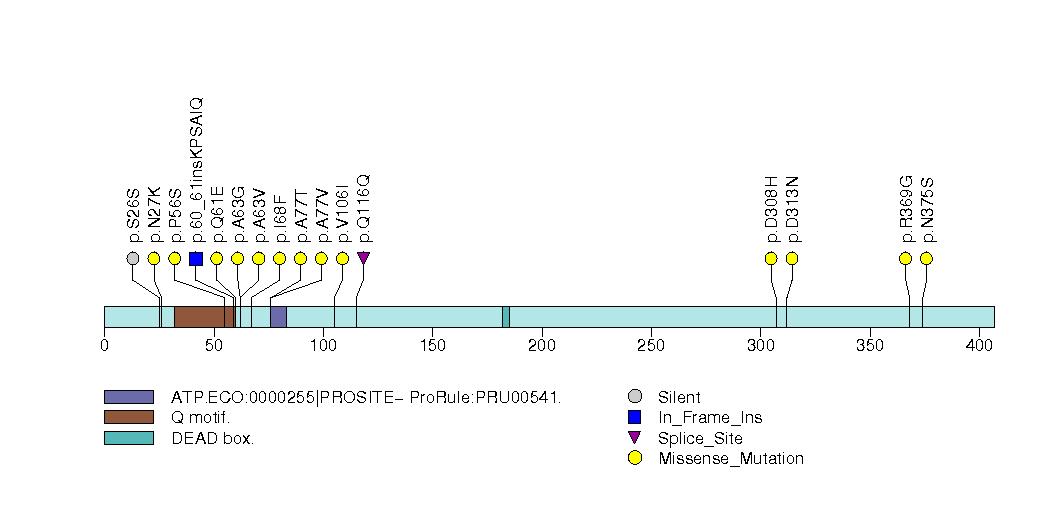 p.S26S
p.N27K
p.P56S
p.60_61insKPSAIQ
p.Q61E
p.A63G
p.A63V
p.I68F
p.A77T
p.A77V
p.V106I
p.Q116Q
p.D308H
p.D313N
p.R369G
p.N375S
0 50 100 150 200 250 300 350 400
ATP.ECO:0000255|PROSITE- ProRule:PRU00541.
Q motif.
DEAD box.
Silent
In_Frame_Ins
Splice_Site
Missense_Mutation